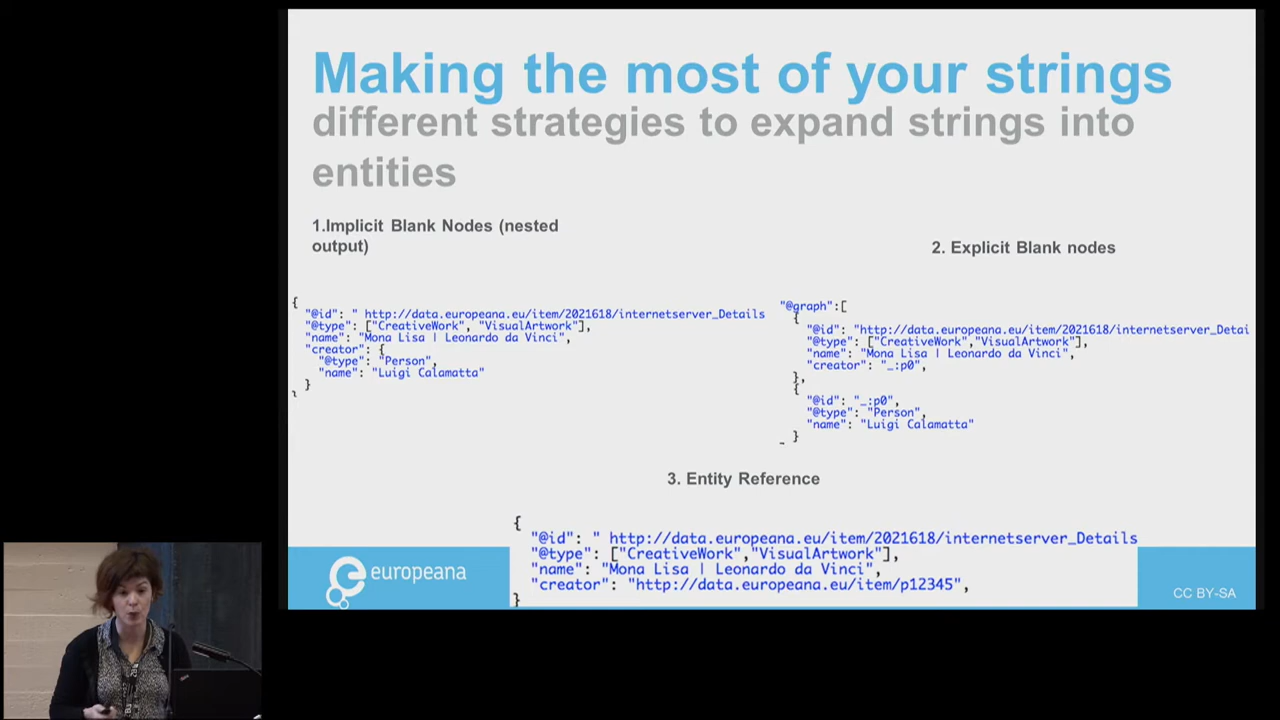 Making the most of your strings
different strategies to expand strings into
entities
1.Implicit Blank Nodes (nested
output)
{
"@id": " http://data.europeana.eu/item/2021618/internetserver_Details
"@type": ["CreativeWork", "VisualArtwork"],
"name": "Mona Lisa | Leonardo da Vinci",
"creator": {
"@type": "Person",
"name": "Luigi Calamatta"
}
2. Explicit Blank nodes
"@graph":[
{
"@id": "http://data.europeana.eu/item/2021618/internetserver_Detai
"@type": ["CreativeWork","VisualArtwork"],
"name": "Mona Lisa | Leonardo da Vinci",
"creator": "_:p0",
},
{
"@id": "_:p0",
"@type": "Person",
"name": "Luigi Calamatta"
}
3. Entity Reference
{
"@id": " http://data.europeana.eu/item/2021618/internetserver_Details
"@type": ["CreativeWork","VisualArtwork"],
"name": "Mona Lisa | Leonardo da Vinci",
"creator": "http://data.europeana.eu/item/p12345",
}
europeana
CC BY-SA